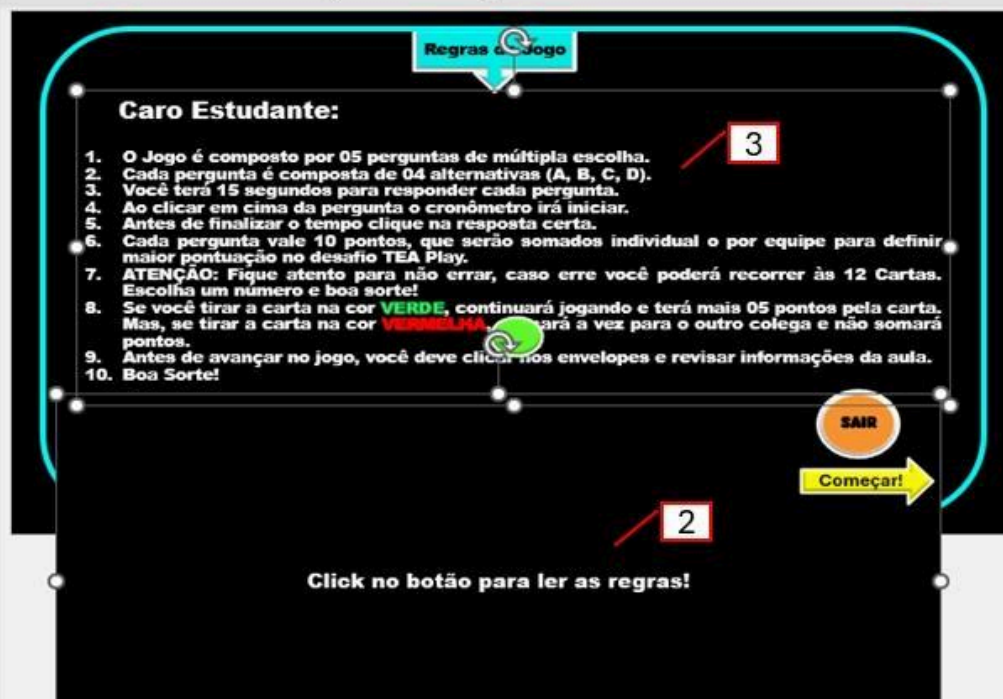 Regras Jogo
Caro Estudante:
3
1. O Jogo é composto por 05 perguntas de múltipla escolha.
2. Cada pergunta é composta de 04 alternativas (A, B, C, D).
3. Você terá 15 segundos para responder cada pergunta.
4. Ao clicar em cima da pergunta o cronômetro irá iniciar.
5. Antes de finalizar o tempo clique na resposta certa.
6. Cada pergunta vale 10 pontos, que serão somados individual o por equipe para definir
maior pontuação no desafio TEA Play.
7. ATENÇÃO: Fique atento para não errar, caso erre você poderá recorrer às 12 Cartas.
Escolha um número e boa sorte!
8. Se você tirar a carta na cor VERDE, continuará jogando e terá mais 05 pontos pela carta.
Mas, se tirar a carta na cor VERMELHA, a vez para o outro colega e não somará
pontos.
9. Antes de avançar no jogo, você deve clicar nos envelopes e revisar informações da aula.
10. Boa Sorte!
SAIR
Começar!
2
Click no botão para ler as regras!